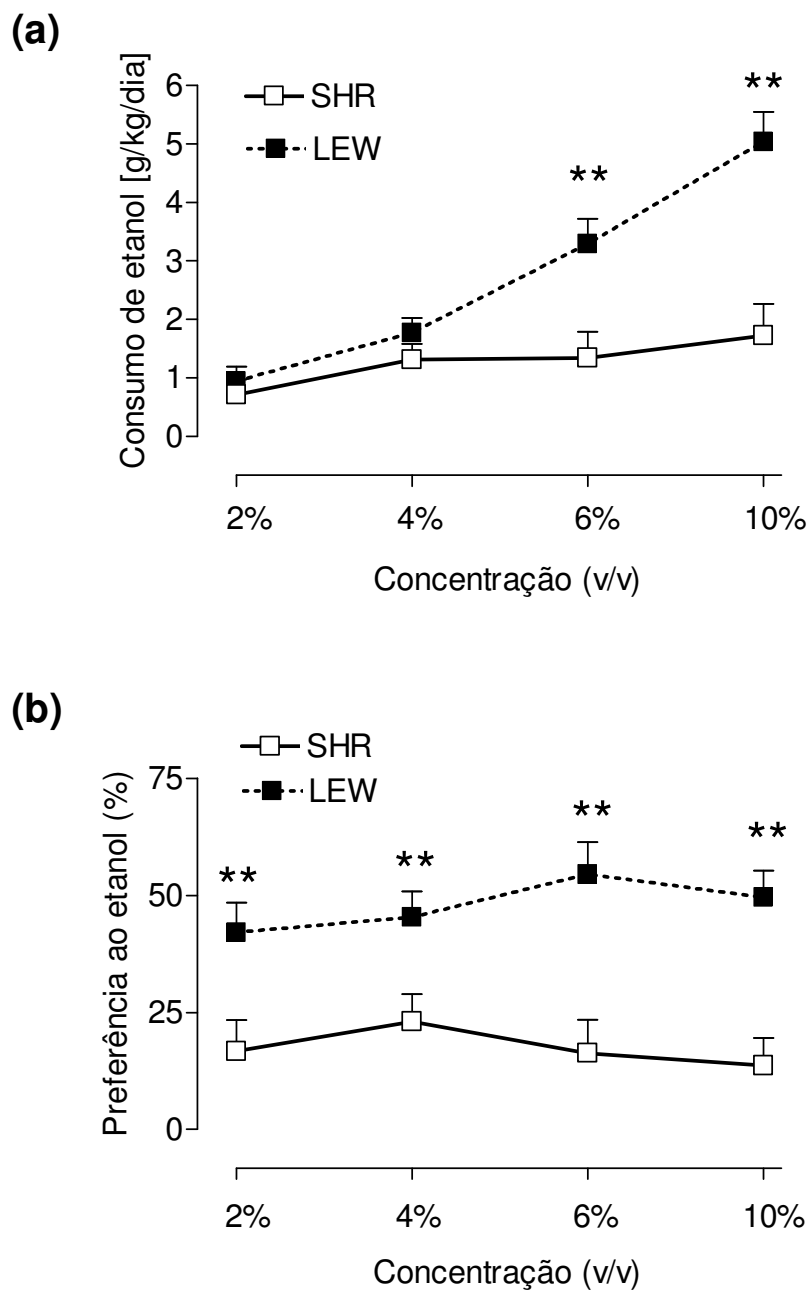 (a)
Consumo de etanol [g/kg/dia]
6
5
4
3
2
1
0
SHR
LEW
**
**
2% 4% 6% 10%
Concentração (v/v)
(b)
Preferência ao etanol (%)
75
50
25
0
SHR
LEW
**
**
**
**
2% 4% 6% 10%
Concentração (v/v)